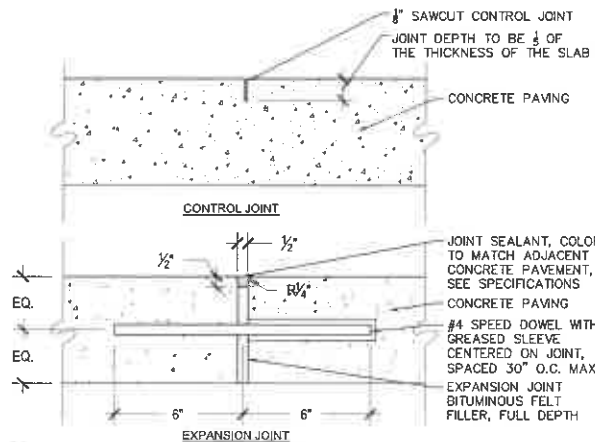 ⅛" SAWCUT CONTROL JOINT
JOINT DEPTH TO BE ⅕ OF
THE THICKNESS OF THE SLAB
CONCRETE PAVING
CONTROL JOINT
½"
½"
R¼"
EQ.
EQ.
JOINT SEALANT, COLO
TO MATCH ADJACENT
CONCRETE PAVEMENT,
SEE SPECIFICATIONS
CONCRETE PAVING
#4 SPEED DOWEL WITH
GREASED SLEEVE
CENTERED ON JOINT,
SPACED 30" O.C. MAX
EXPANSION JOINT
BITUMINOUS FELT
FILLER, FULL DEPTH
6"
6"
EXPANSION JOINT